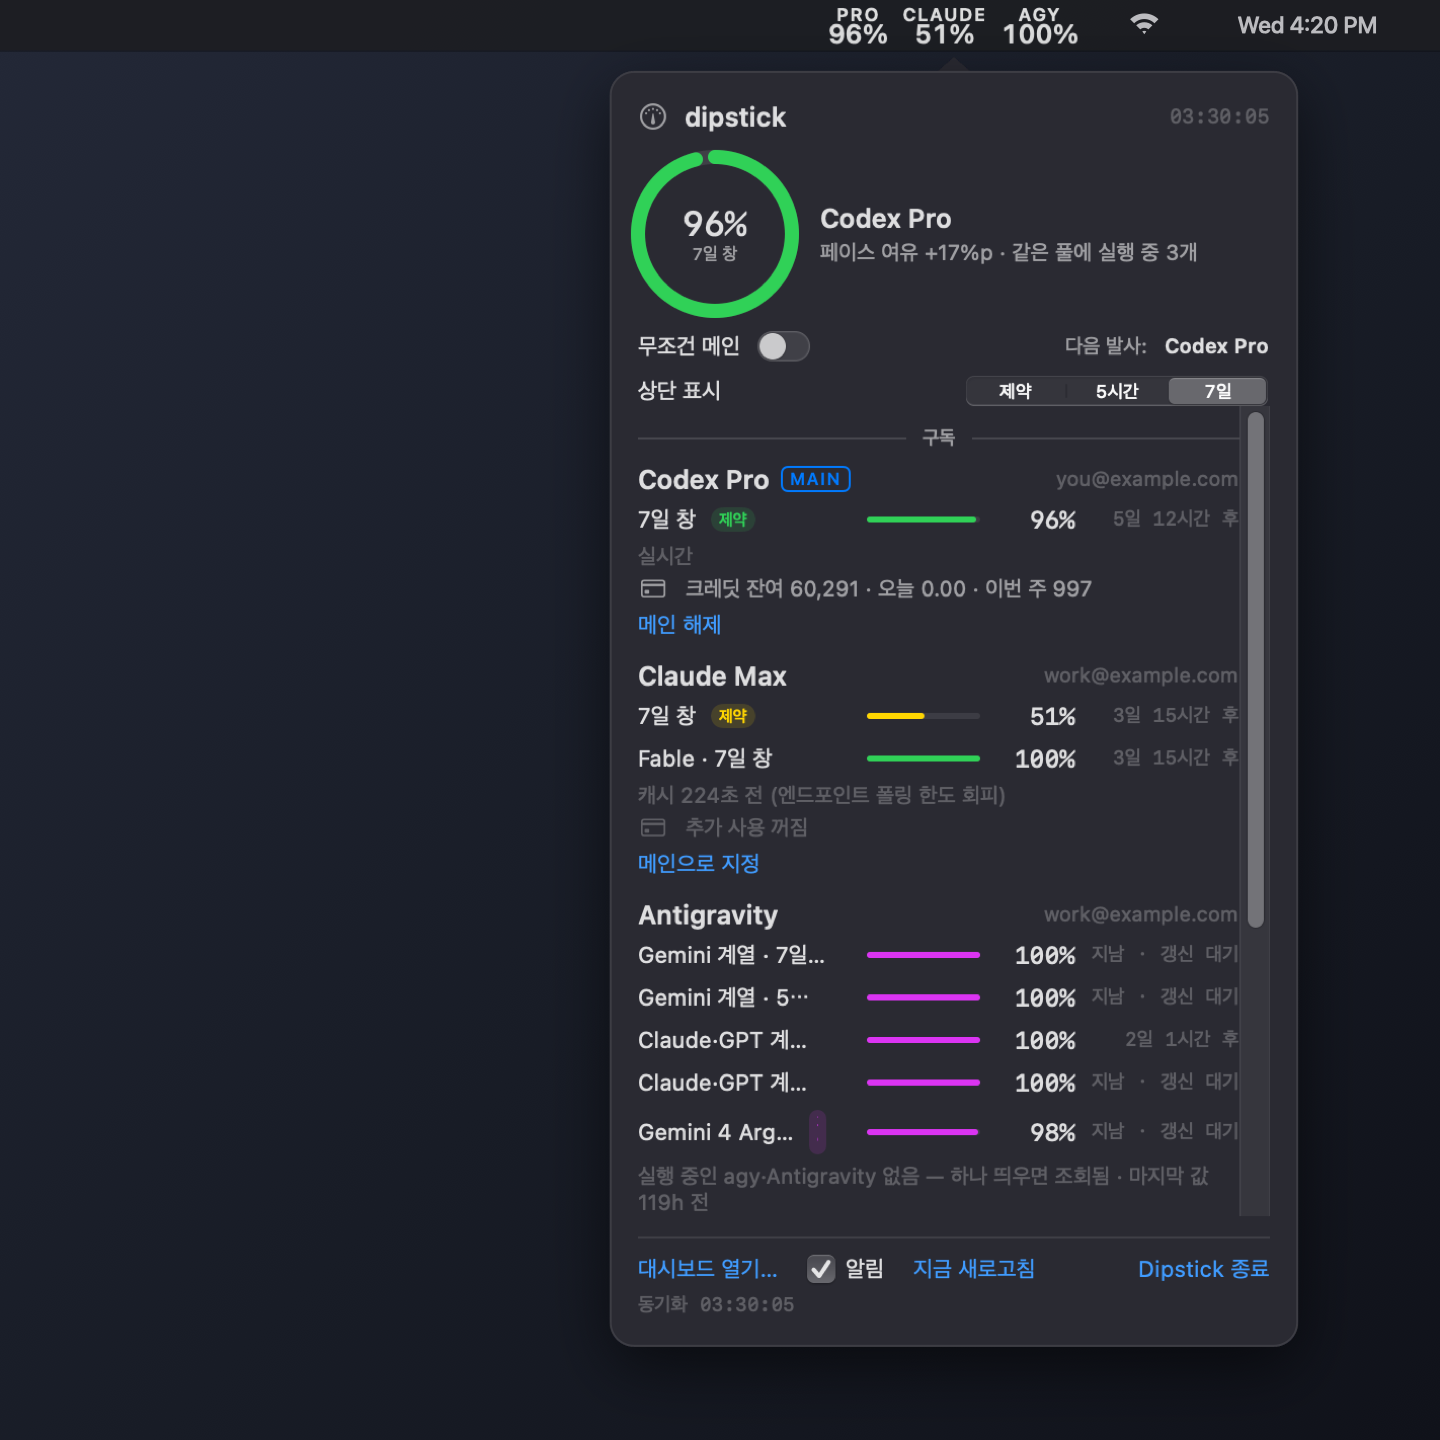 PRO CLAUDE AGY
96% 51% 100%
Wed 4:20 PM
dipstick 03:30:05
96%
7일 창
Codex Pro
페이스 여유 +17%p · 같은 풀에 실행 중 3개
무조건 메인 다음 발사: Codex Pro
상단 표시 제약 5시간 7일
구독
Codex Pro MAIN you@example.com
7일 창 제약 96% 5일 12시간 후
실시간
크레딧 잔여 60,291 · 오늘 0.00 · 이번 주 997
메인 해제
Claude Max work@example.com
7일 창 제약 51% 3일 15시간 후
Fable · 7일 창 100% 3일 15시간 후
캐시 224초 전 (엔드포인트 폴링 한도 회피)
추가 사용 꺼짐
메인으로 지정
Antigravity work@example.com
Gemini 계열 · 7일... 100% 지남 · 갱신 대기
Gemini 계열 · 5··· 100% 지남 · 갱신 대기
Claude·GPT 계... 100% 2일 1시간 후
Claude·GPT 계... 100% 지남 · 갱신 대기
Gemini 4 Arg... 98% 지남 · 갱신 대기
실행 중인 agy·Antigravity 없음 — 하나 띄우면 조회됨 · 마지막 값
119h 전
대시보드 열기... 알림 지금 새로고침 Dipstick 종료
동기화 03:30:05